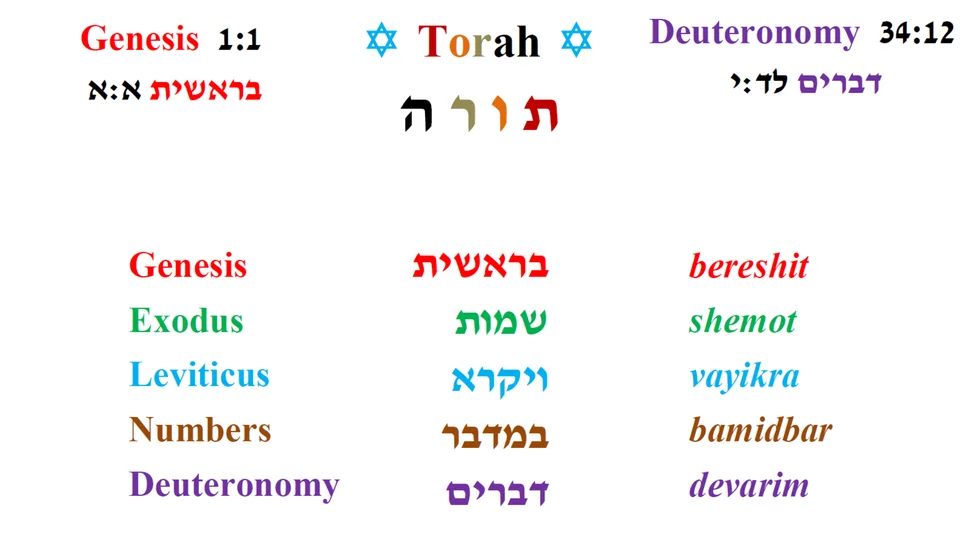 Genesis 1:1
בראשית א:א
✡ Torah ✡
תורה
Deuteronomy 34:12
דברים לד:י
Genesis בראשית bereshit
Exodus שמות shemot
Leviticus ויקרא vayikra
Numbers במדבר bamidbar
Deuteronomy דברים devarim